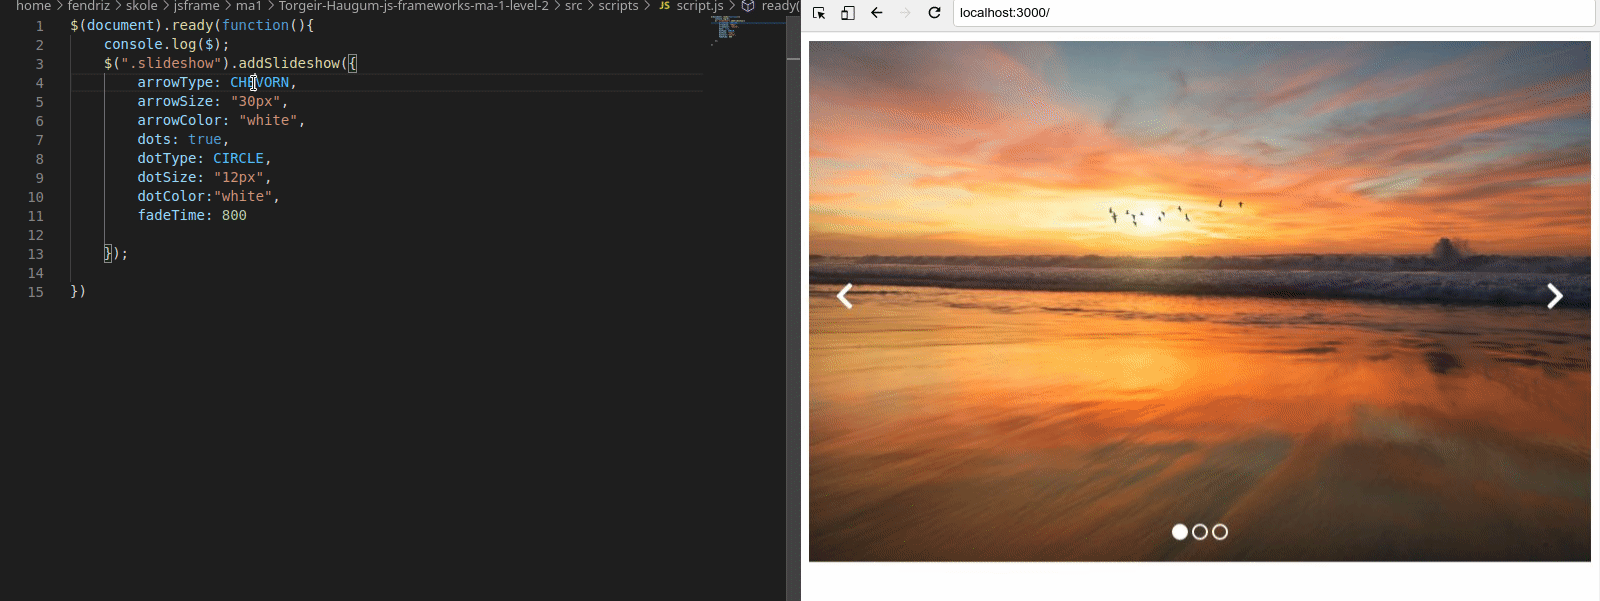 home > fendriz > skole > jsframe > ma1 > Torgeir-Haugum-js-frameworks-ma-1-level-2 > src > scripts > JS script.js > ready(
localhost:3000/
1 $(document).ready(function(){
2 console.log($);
3 $(".slideshow").addSlideshow({
4 arrowType: CHEVORN,
5 arrowSize: "30px",
6 arrowColor: "white",
7 dots: true,
8 dotType: CIRCLE,
9 dotSize: "12px",
10 dotColor:"white",
11 fadeTime: 800
12
13 });
14
15 })